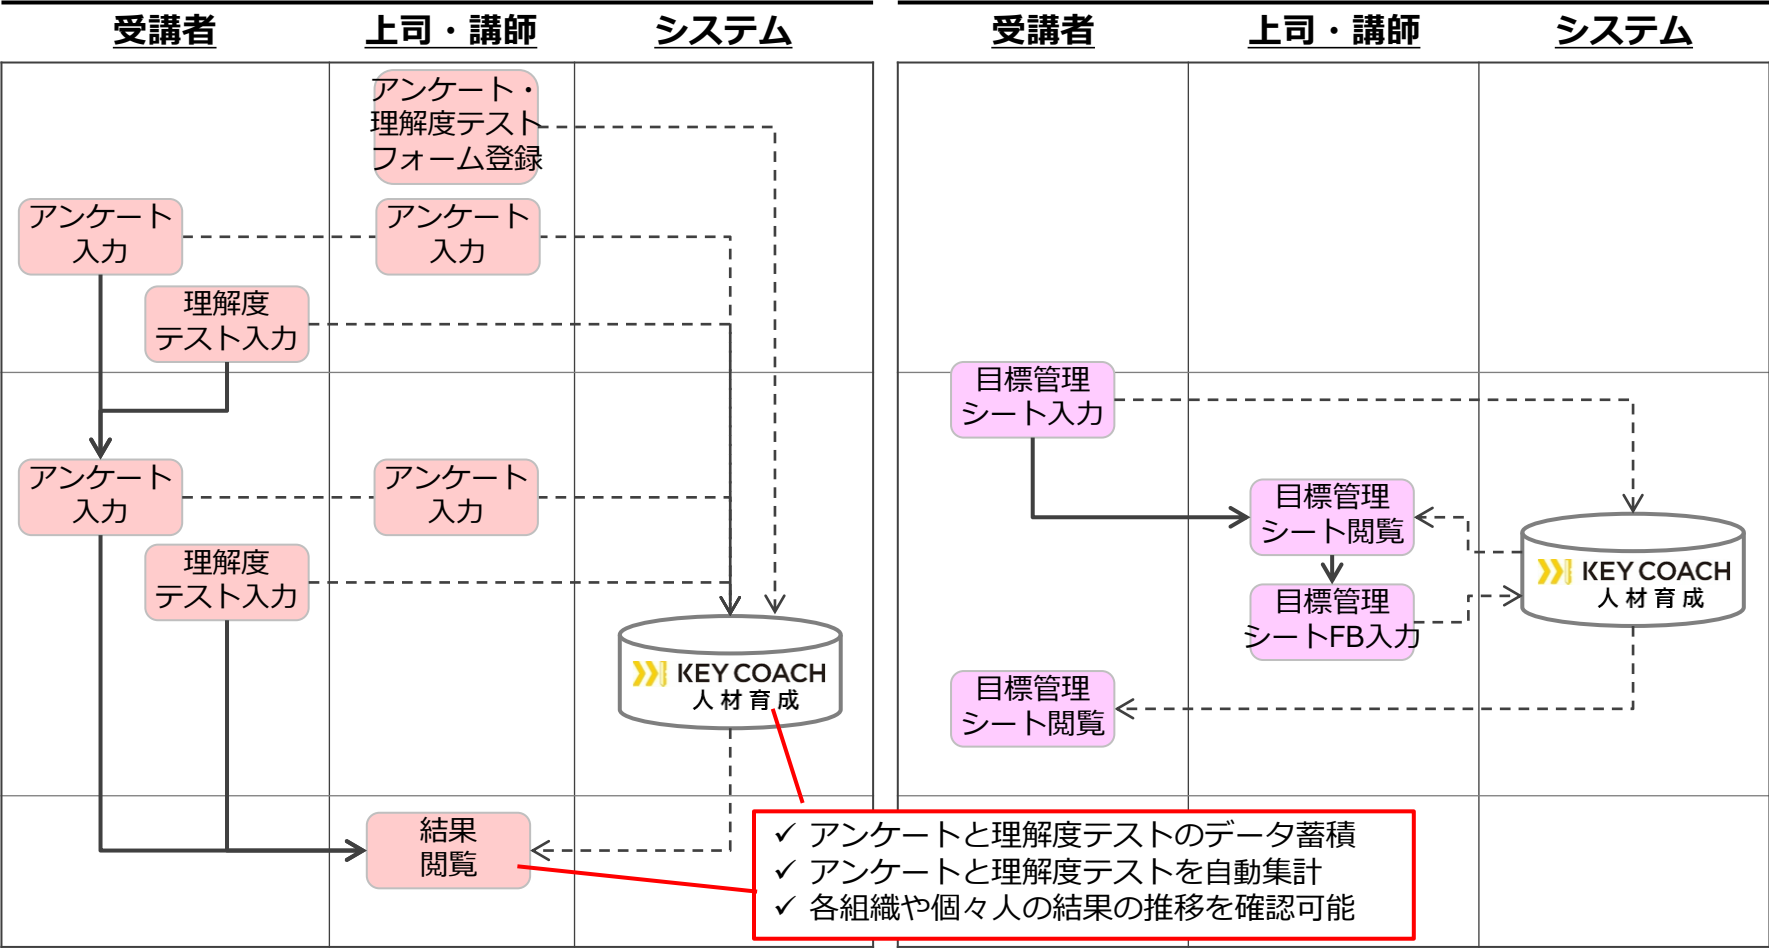 受講者
上司・講師
システム
アンケート・
理解度テスト
フォーム登録
アンケート
入力
アンケート
入力
理解度
テスト入力
アンケート
入力
アンケート
入力
理解度
テスト入力
KEY COACH
人材育成
結果
閲覧
受講者
上司・講師
システム
目標管理
シート入力
目標管理
シート閲覧
目標管理
シートFB入力
KEY COACH
人材育成
目標管理
シート閲覧
✓ アンケートと理解度テストのデータ蓄積
✓ アンケートと理解度テストを自動集計
✓ 各組織や個々人の結果の推移を確認可能